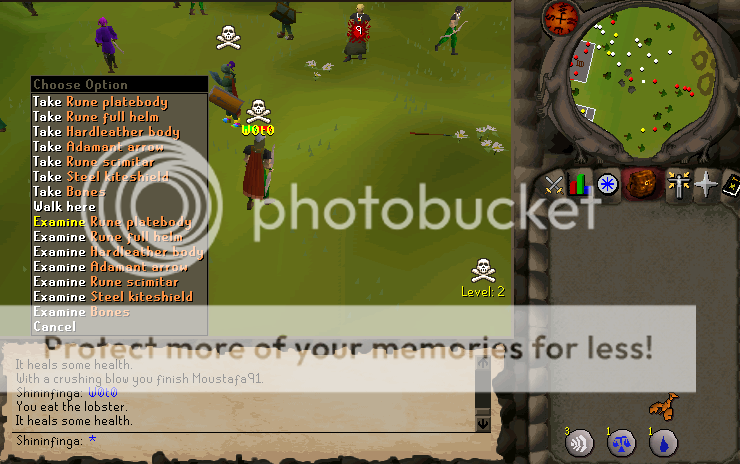 9
W0t0
Choose Option
Take Rune platebody
Take Rune full helm
Take Hardleather body
Take Adamant arrow
Take Rune scimitar
Take Steel kiteshield
Take Bones
Walk here
Examine Rune platebody
Examine Rune full helm
Examine Hardleather body
Examine Adamant arrow
Examine Rune scimitar
Examine Steel kiteshield
Examine Bones
Cancel
Level: 2
photobucket
Protect more of your memories for less!
It heals some health.
With a crushing blow you finish Moustafa91.
Shininfinga: W0t0
You eat the lobster.
It heals some health.
Shininfinga: *
3
1
1